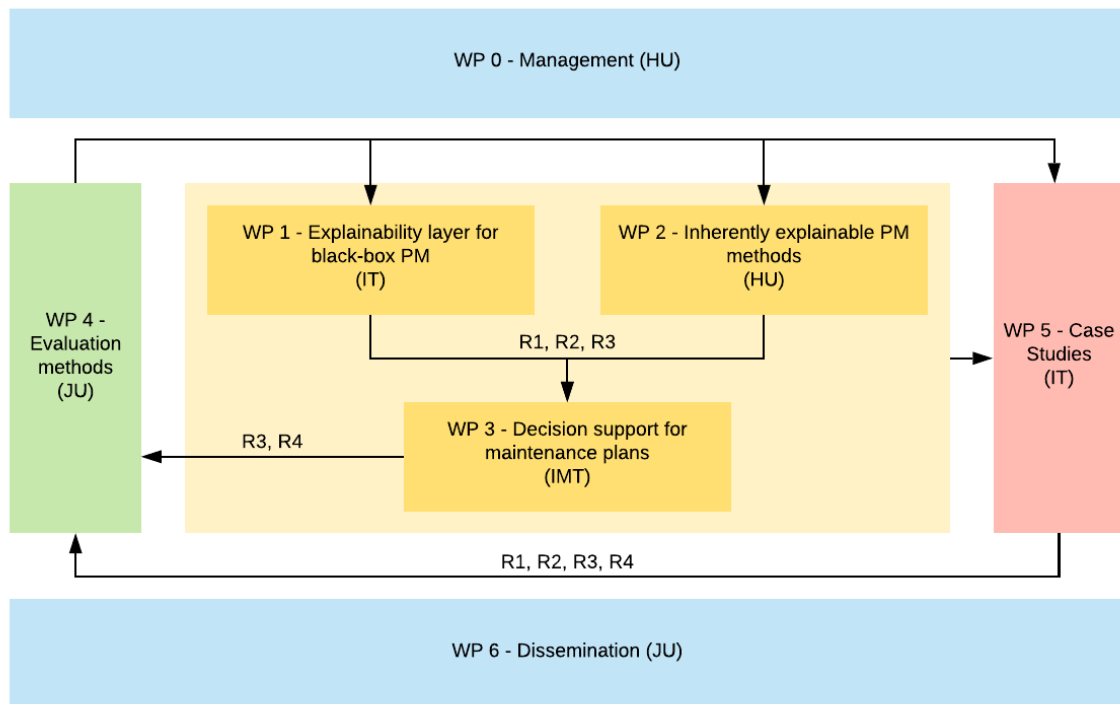 WP 0 - Management (HU)
WP 1 - Explainability layer for
black-box PM
(IT)
WP 2 - Inherently explainable PM
methods
(HU)
WP 4 -
Evaluation
methods
(JU)
R1, R2, R3
WP 5 - Case
Studies
(IT)
WP 3 - Decision support for
maintenance plans
(IMT)
R3, R4
R1, R2, R3, R4
WP 6 - Dissemination (JU)